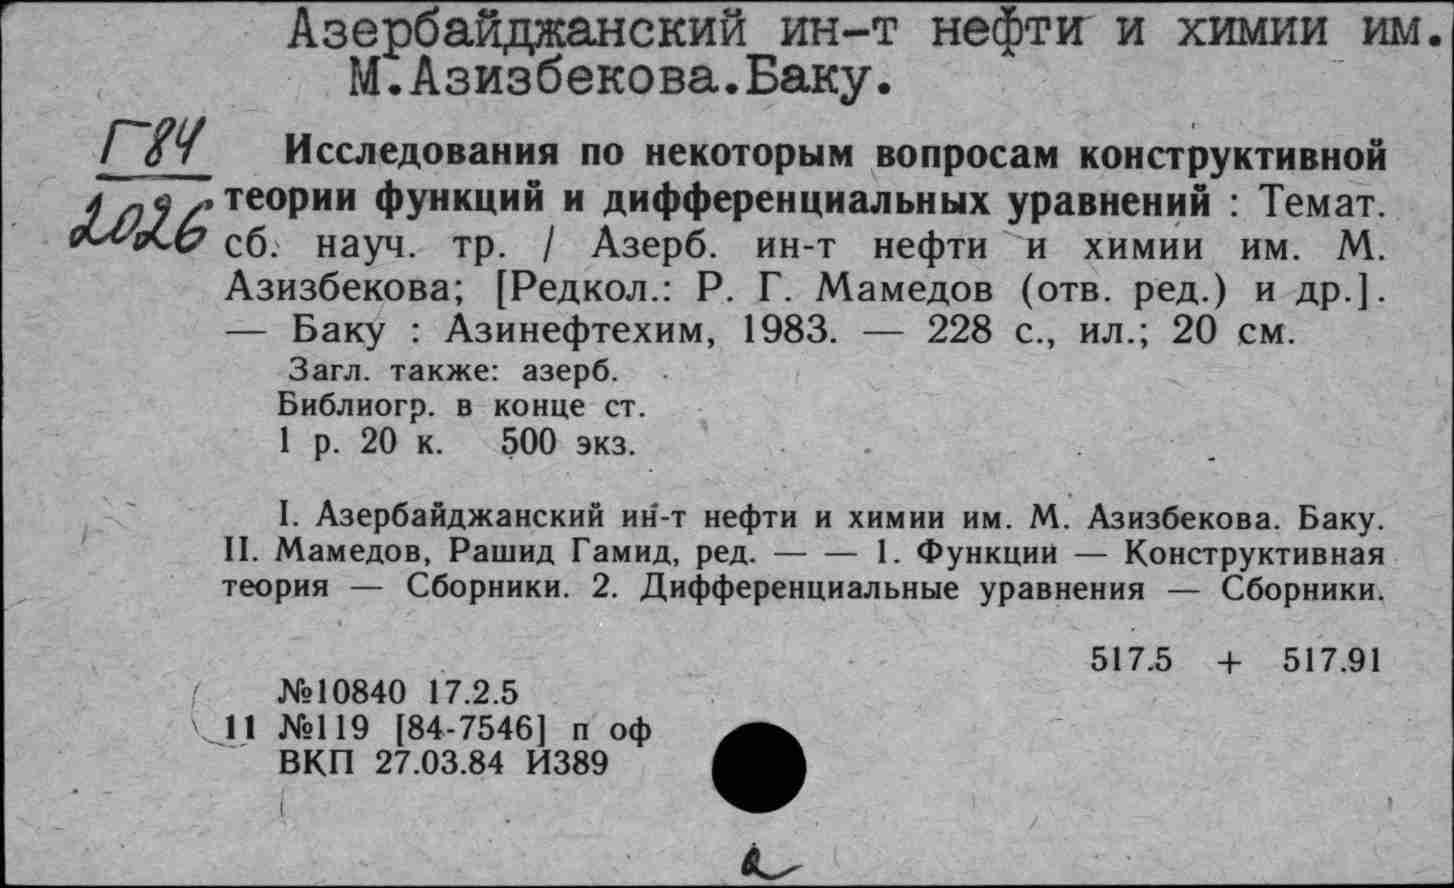 Азербайджанский ин-т нефти и химии им.
М.Азизбекова.Баку.
Г84
2026
Исследования по некоторым вопросам конструктивной
теории функций и дифференциальных уравнений : Темат.
сб. науч. тр. / Азерб. ин-т нефти и химии им. М.
Азизбекова; [Редкол.: Р. Г. Мамедов (отв. ред.) и др.].
— Баку : Азинефтехим, 1983. — 228 с., ил.; 20 см.
Загл. также: азерб.
Библиогр. в конце ст.
1 р. 20 к. 500 экз.
I. Азербайджанский ин-т нефти и химии им. М. Азизбекова. Баку.
II. Мамедов, Рашид Гамид, ред. — — 1. Функции — Конструктивная
теория — Сборники. 2. Дифференциальные уравнения — Сборники.
517.5 + 517.91
№10840 17.2.5
11 №119 [84-7546] п оф
ВКП 27.03.84 И389
а